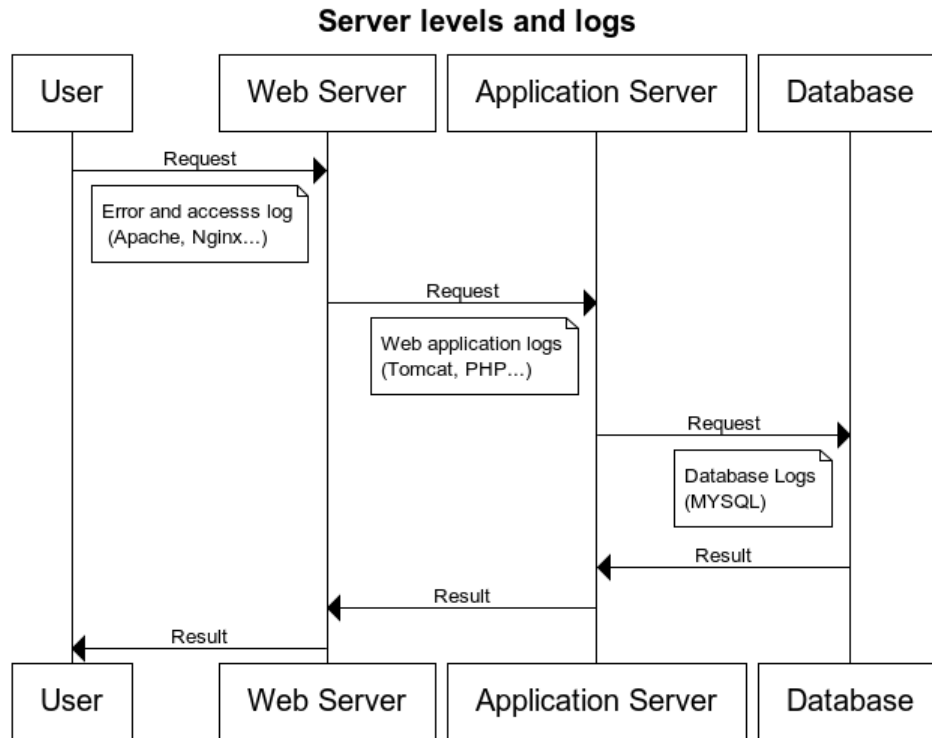 Server levels and logs
User
Web Server
Application Server
Database
Request
Error and accesss log
(Apache, Nginx...)
Request
Web application logs
(Tomcat, PHP...)
Request
Database Logs
(MYSQL)
Result
Result
Result
User
Web Server
Application Server
Database